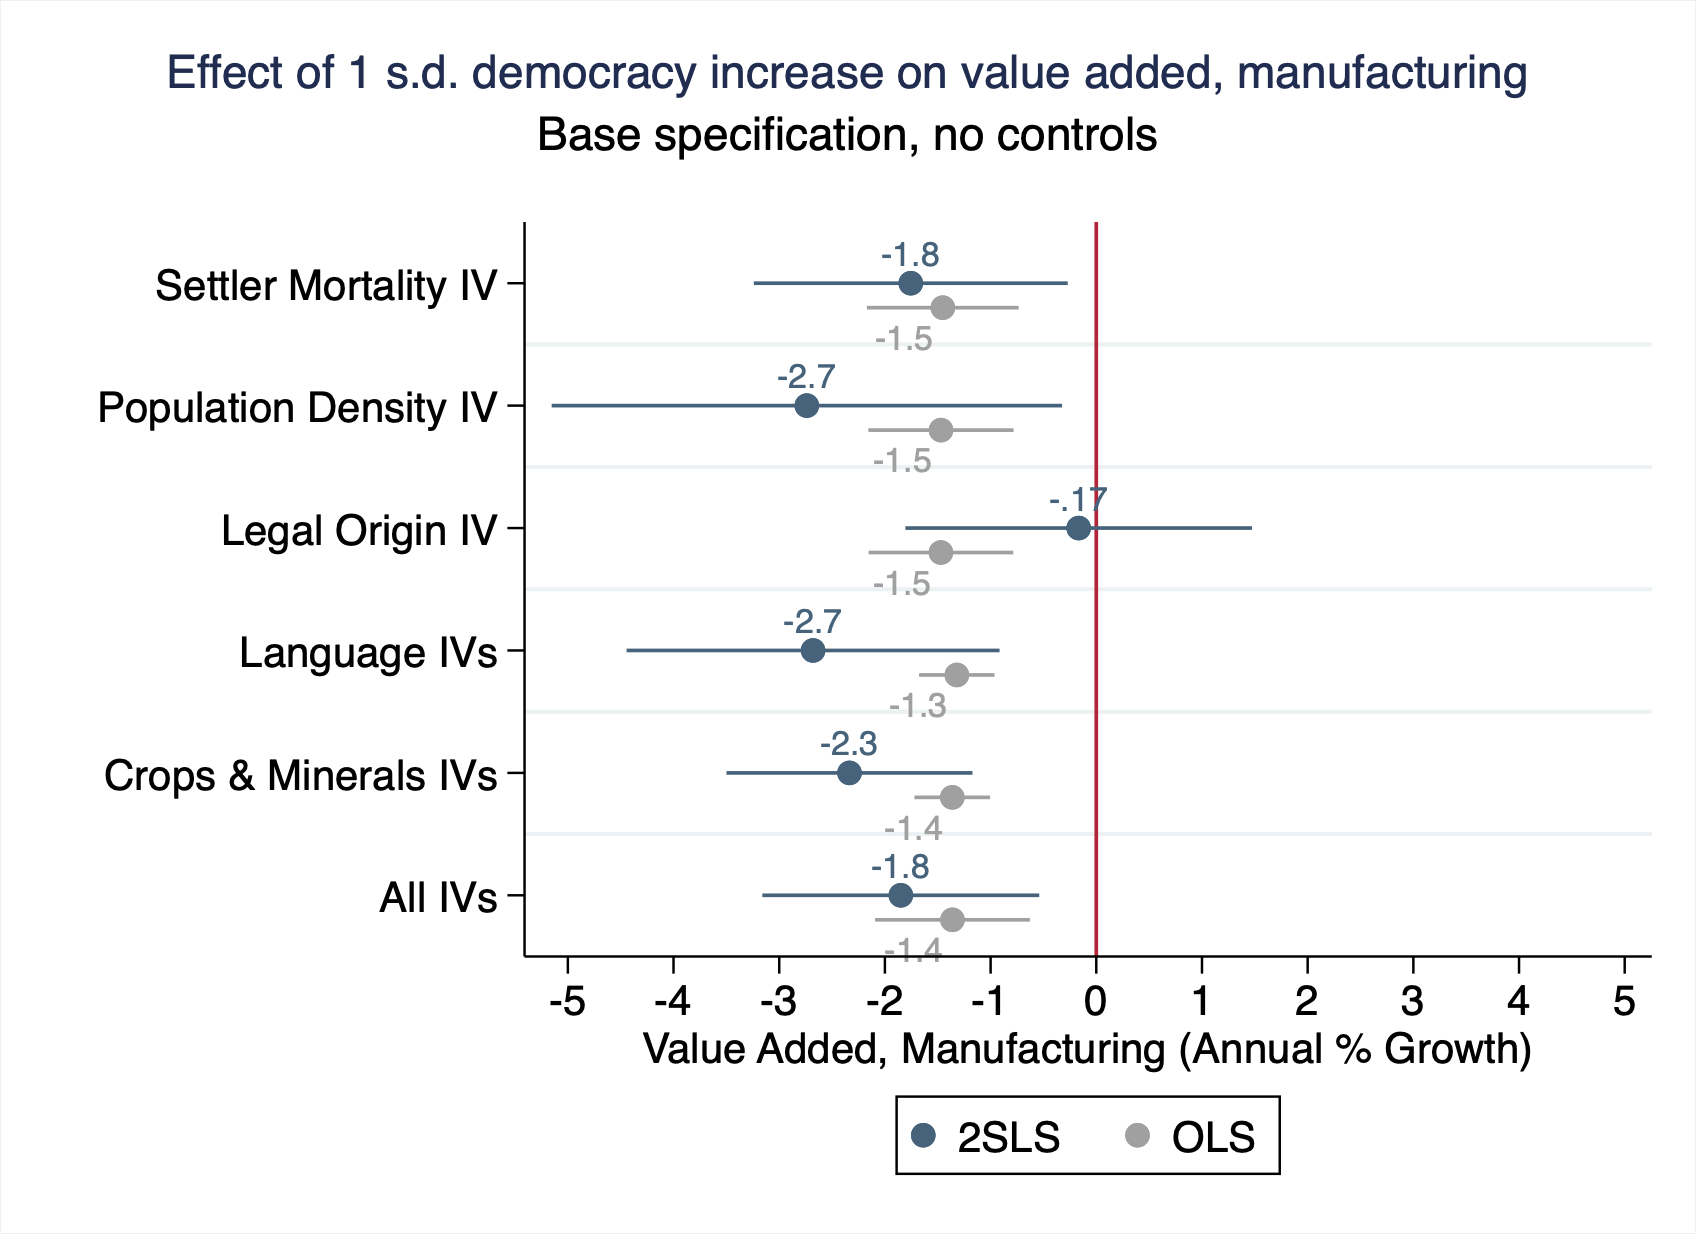 Effect of 1 s.d. democracy increase on value added, manufacturing
Base specification, no controls
Settler Mortality IV
-1.8
-1.5
Population Density IV
-2.7
-1.5
Legal Origin IV
-.17
-1.5
Language IVs
-2.7
-1.3
Crops & Minerals IVs
-2.3
-1.4
All IVs
-1.8
-1.4
-5 -4 -3 -2 -1 0 1 2 3 4 5
Value Added, Manufacturing (Annual % Growth)
2SLS OLS